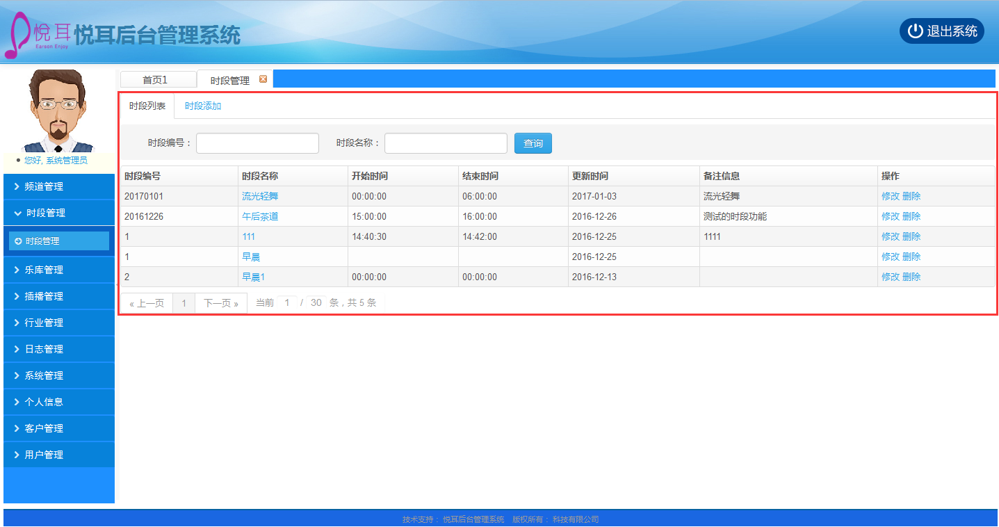 悦耳
Earson Enjoy
悦耳后台管理系统
退出系统
首页1 时段管理
您好, 系统管理员
频道管理
时段管理
时段管理
乐库管理
插播管理
行业管理
日志管理
系统管理
个人信息
客户管理
用户管理
时段列表 时段添加
时段编号： 时段名称： 查询
时段编号 时段名称 开始时间 结束时间 更新时间 备注信息 操作
20170101 流光轻舞 00:00:00 06:00:00 2017-01-03 流光轻舞 修改 删除
20161226 午后茶道 15:00:00 16:00:00 2016-12-26 测试的时段功能 修改 删除
1 111 14:40:30 14:42:00 2016-12-25 1111 修改 删除
1 早晨 2016-12-25 修改 删除
2 早晨1 00:00:00 00:00:00 2016-12-13 修改 删除
« 上一页 1 下一页 » 当前 1 / 30 条，共 5 条
技术支持： 悦耳后台管理系统 版权所有： 科技有限公司